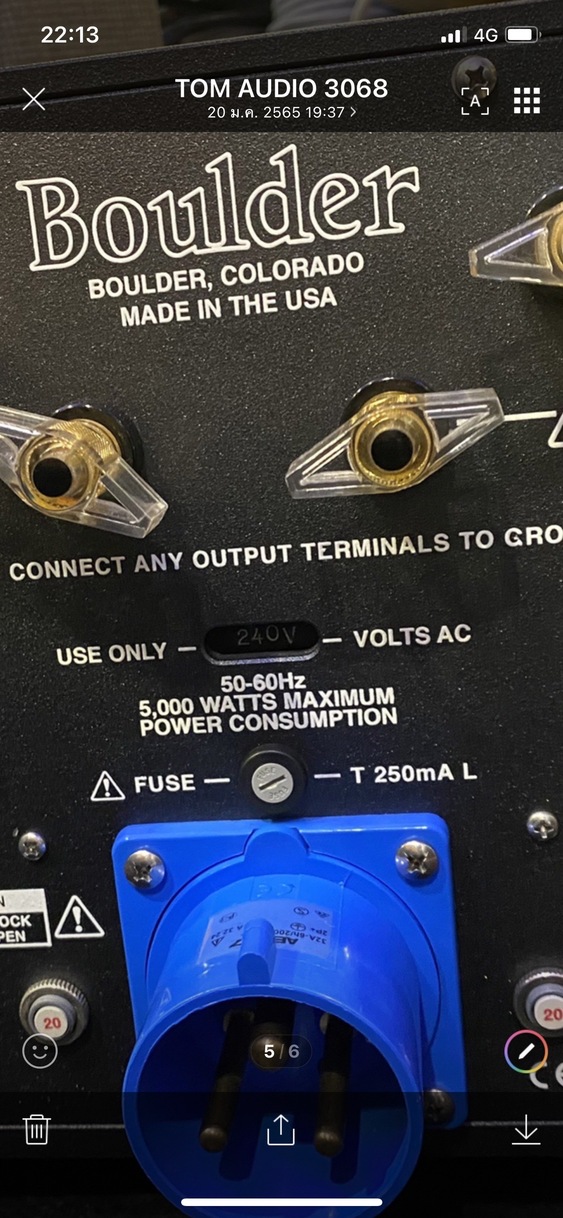 22:13
4G
TOM AUDIO 3068
20 ม.ค. 2565 19:37
A
Boulder
BOULDER, COLORADO
MADE IN THE USA
CONNECT ANY OUTPUT TERMINALS TO GRO
USE ONLY – 240V – VOLTS AC
50-60Hz
5,000 WATTS MAXIMUM
POWER CONSUMPTION
FUSE – T 250mA L
OCK
PEN
20
20
5/6
CE